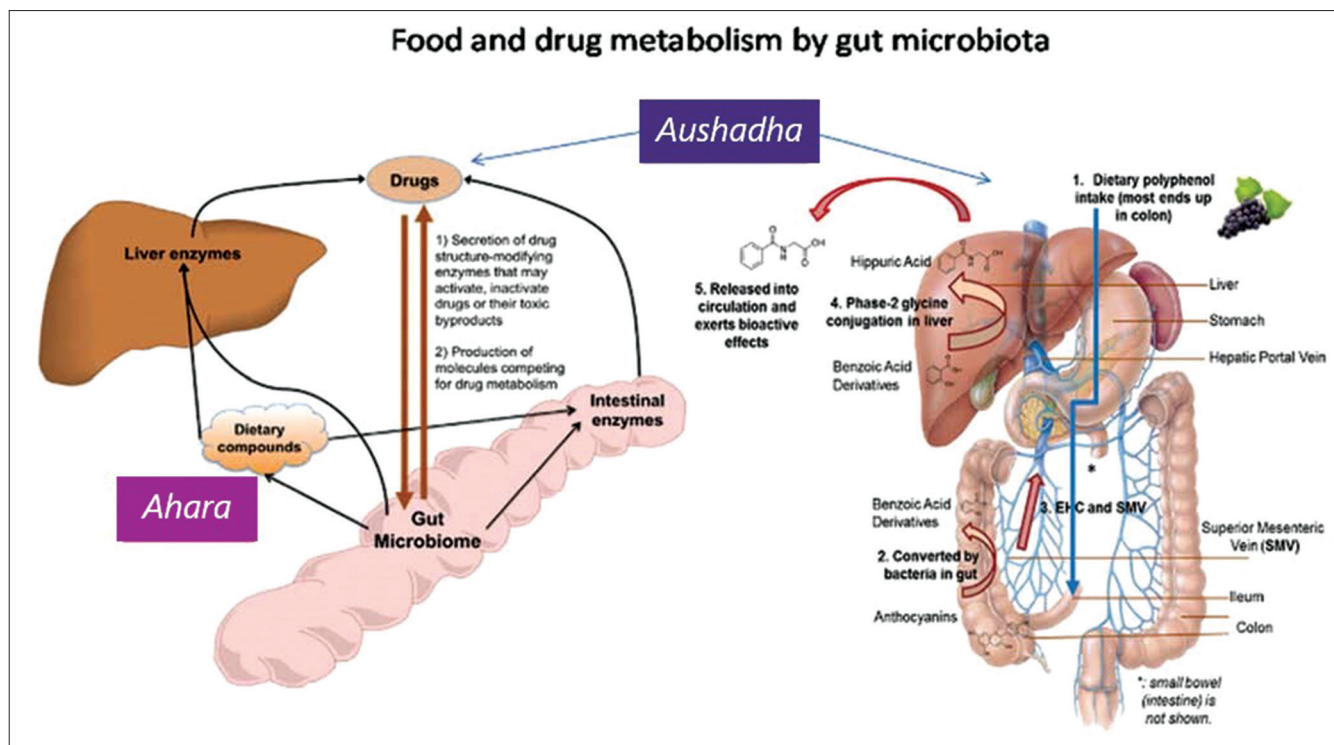 Food and drug metabolism by gut microbiota
Aushadha
Drugs
Liver enzymes
1) Secretion of drug
structure-modifying
enzymes that may
activate, inactivate
drugs or their toxic
byproducts
2) Production of
molecules competing
for drug metabolism
Intestinal
enzymes
Dietary
compounds
Ahara
Gut
Microbiome
1. Dietary polyphenol
intake (most ends up
in colon)
OH
Hippuric Acid
5. Released into
circulation and
exerts bioactive
effects
4. Phase-2 glycine
conjugation in liver
Benzoic Acid
Derivatives
Liver
Stomach
Hepatic Portal Vein
*
Benzoic Acid
Derivatives
3. EHC and SMV
2. Converted by
bacteria in gut
Anthocyanins
Superior Mesenteric
Vein (SMV)
Ileum
Colon
*: small bowel
(intestine) is
not shown.